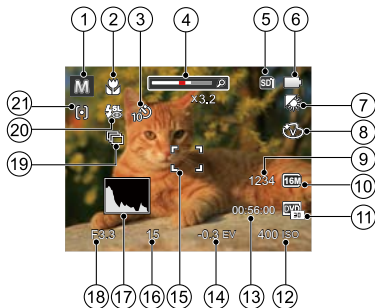 1 2 3 4 5 6
M SD
10 x3.2
21 7
SL
20 V 8
19 9
1234 16M 10
DVD
30 11
00:56:00
F3.3 15 -0.3 EV 400 ISO
18 17 16 15 14 13 12